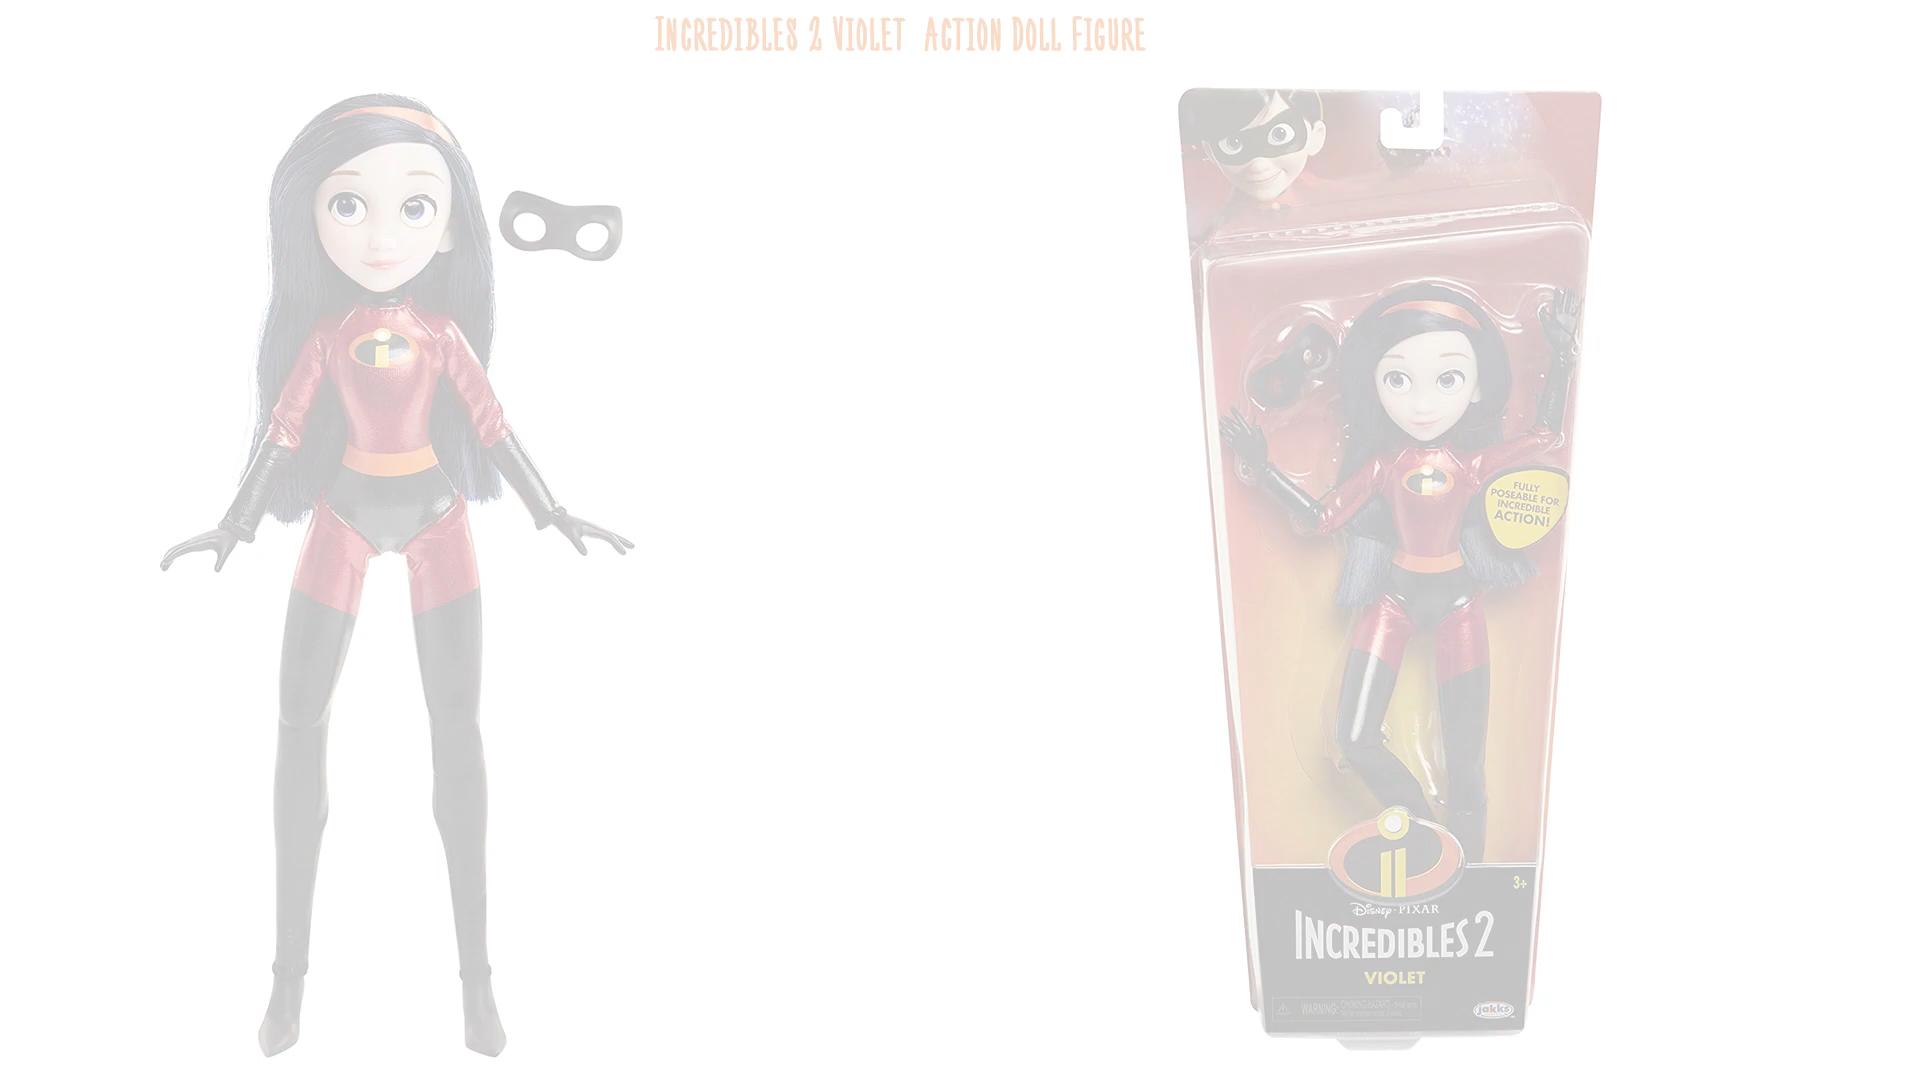 INCREDIBLES 2 VIOLET ACTION DOLL FIGURE
FULLY
POSEABLE FOR
INCREDIBLE
ACTION!
3+
DISNEY·PIXAR
INCREDIBLES 2
VIOLET
WARNING:
jakks